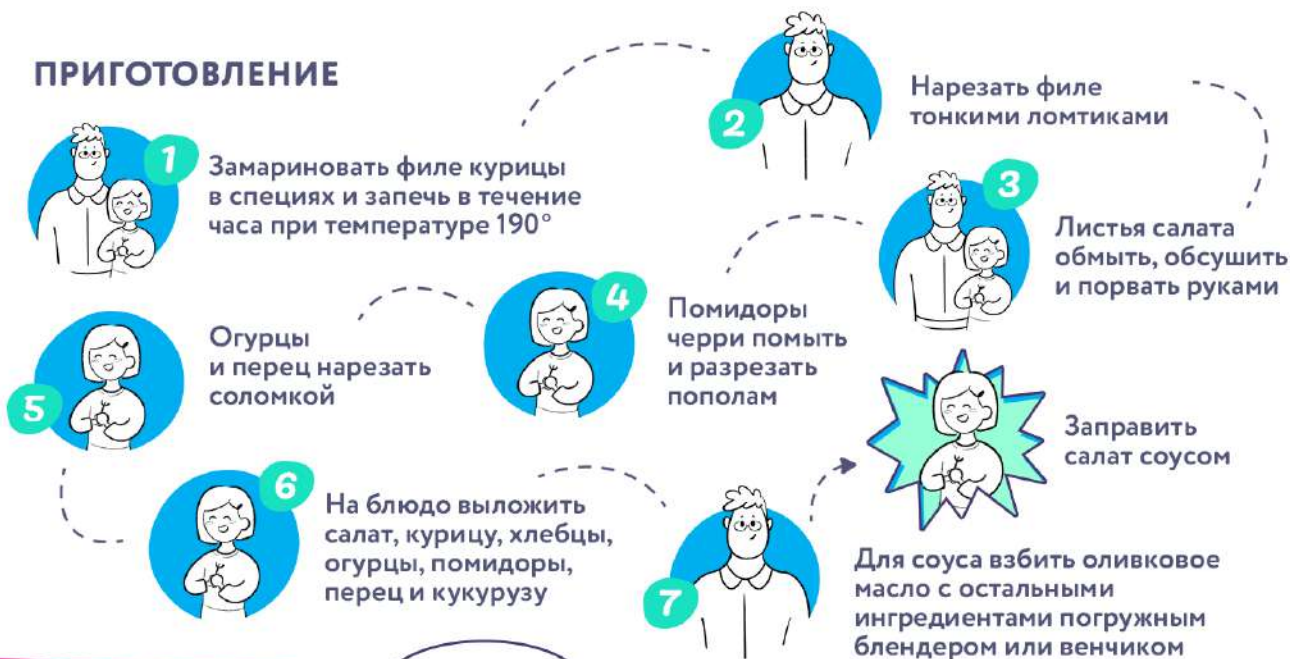 ПРИГОТОВЛЕНИЕ
1
Замариновать филе курицы
в специях и запечь в течение
часа при температуре 190°
2
Нарезать филе
тонкими ломтиками
3
Листья салата
обмыть, обсушить
и порвать руками
4
Помидоры
черри помыть
и разрезать
пополам
5
Огурцы
и перец нарезать
соломкой
6
На блюдо выложить
салат, курицу, хлебцы,
огурцы, помидоры,
перец и кукурузу
7
Для соуса взбить оливковое
масло с остальными
ингредиентами погружным
блендером или венчиком
Заправить
салат соусом